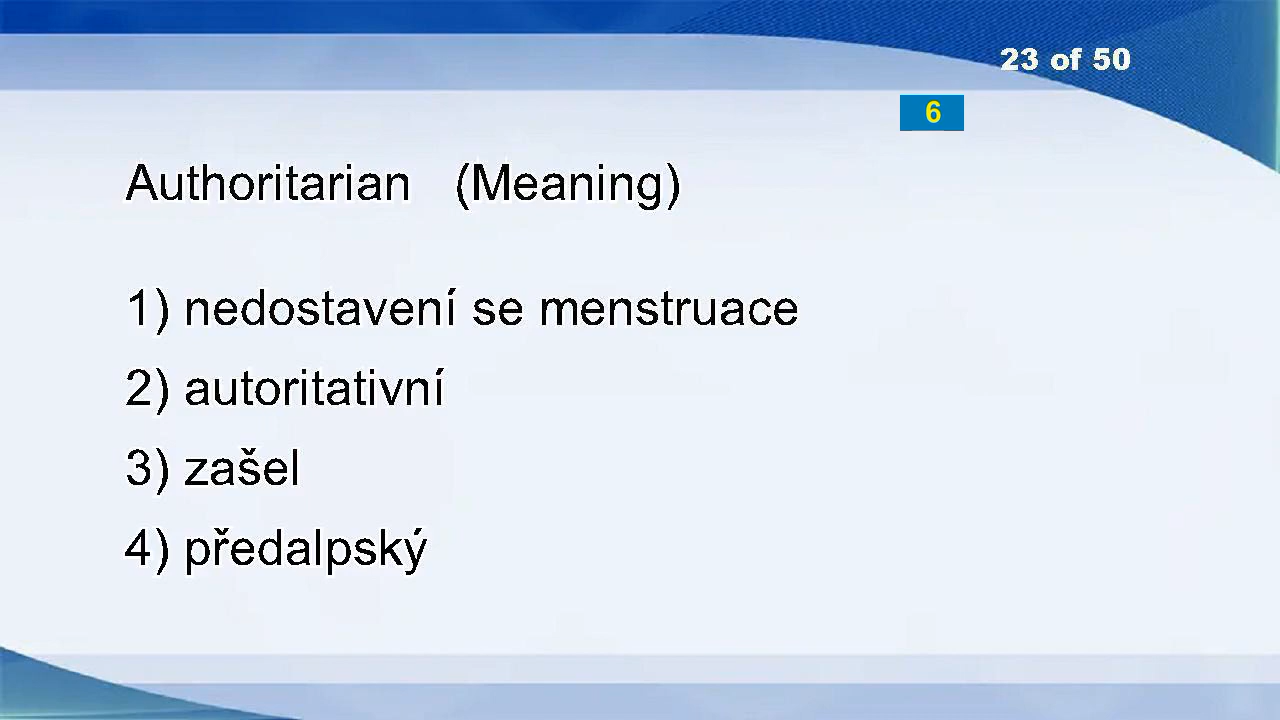 23 of 50
6
Authoritarian (Meaning)
1) nedostavení se menstruace
2) autoritativní
3) zašel
4) předalpský